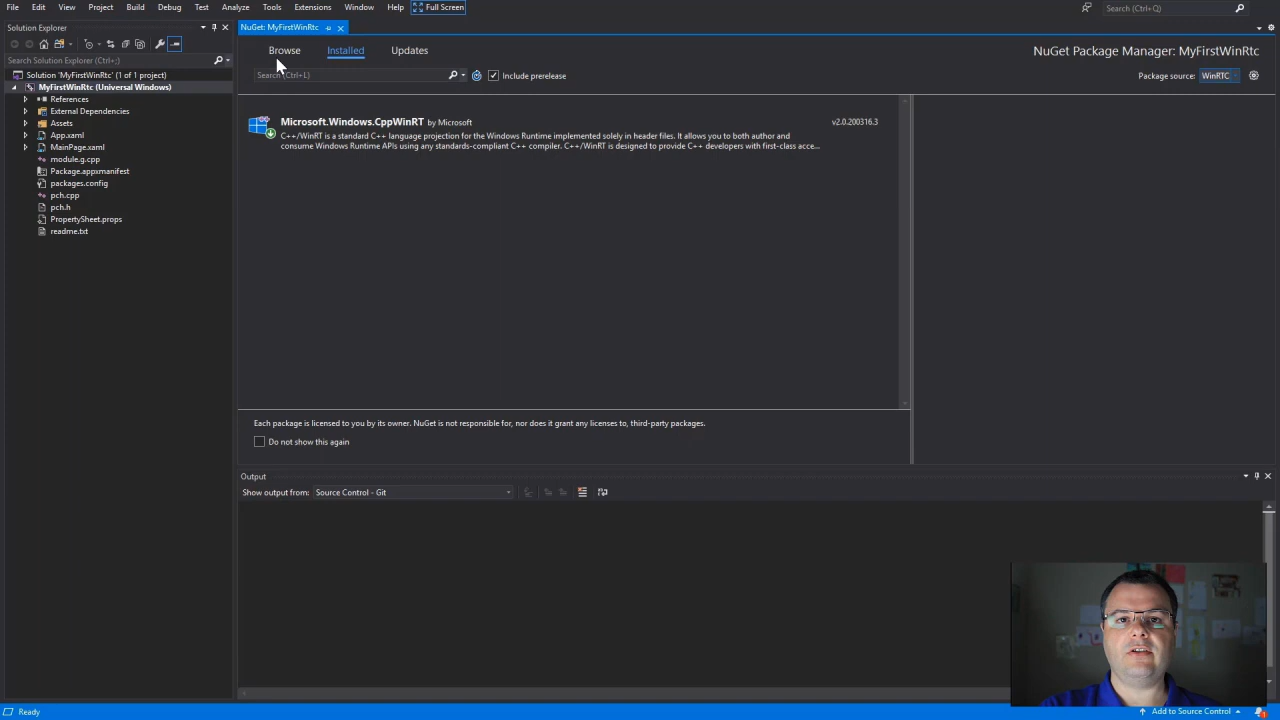 File Edit View Project Build Debug Test Analyze Tools Extensions Window Help Full Screen Search (Ctrl+Q)
Solution Explorer
Search Solution Explorer (Ctrl+;)
Solution 'MyFirstWinRtc' (1 of 1 project)
MyFirstWinRtc (Universal Windows)
References
External Dependencies
Assets
App.xaml
MainPage.xaml
module.g.cpp
Package.appxmanifest
packages.config
pch.cpp
pch.h
PropertySheet.props
readme.txt
NuGet: MyFirstWinRtc
Browse Installed Updates
NuGet Package Manager: MyFirstWinRtc
Search (Ctrl+L) Include prerelease
Package source: WinRTC
Microsoft.Windows.CppWinRT by Microsoft v2.0.200316.3
C++/WinRT is a standard C++ language projection for the Windows Runtime implemented solely in header files. It allows you to both author and
consume Windows Runtime APIs using any standards-compliant C++ compiler. C++/WinRT is designed to provide C++ developers with first-class acce...
Each package is licensed to you by its owner. NuGet is not responsible for, nor does it grant any licenses to, third-party packages.
Do not show this again
Output
Show output from: Source Control - Git
Ready
Add to Source Control